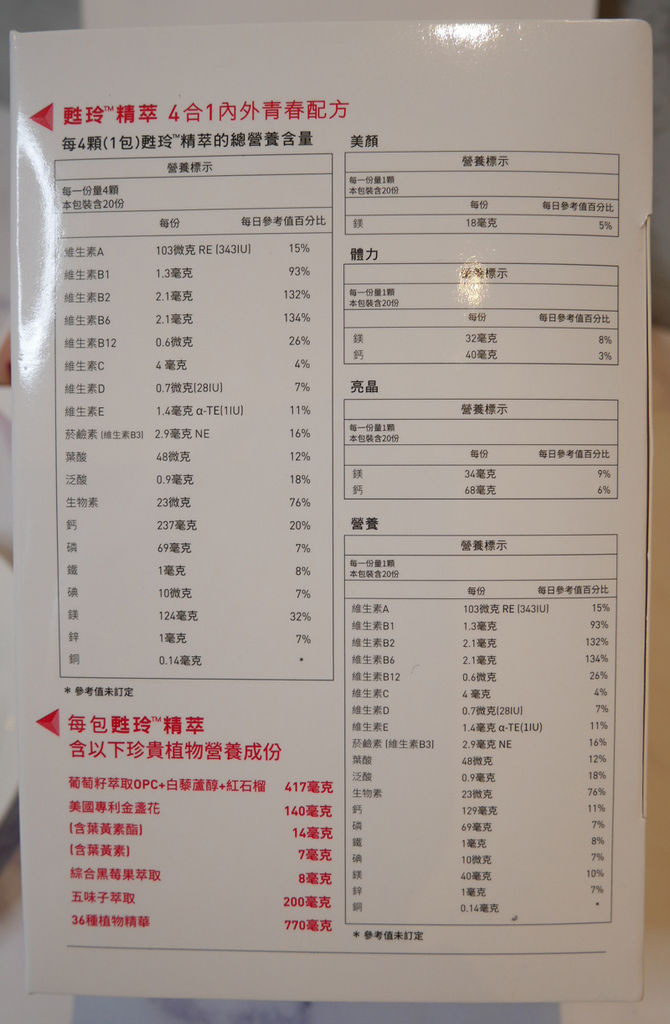 甦玲™精萃 4合1內外青春配方
每4顆(1包)甦玲™精萃的總營養含量
營養標示
每一份量4顆
本包裝含20份
每份 每日參考值百分比
維生素A 103微克 RE (343IU) 15%
維生素B1 1.3毫克 93%
維生素B2 2.1毫克 132%
維生素B6 2.1毫克 134%
維生素B12 0.6微克 26%
維生素C 4 毫克 4%
維生素D 0.7微克(28IU) 7%
維生素E 1.4毫克 α-TE(1IU) 11%
菸鹼素 (維生素B3) 2.9毫克 NE 16%
葉酸 48微克 12%
泛酸 0.9毫克 18%
生物素 23微克 76%
鈣 237毫克 20%
磷 69毫克 7%
鐵 1毫克 8%
碘 10微克 7%
鎂 124毫克 32%
鋅 1毫克 7%
銅 0.14毫克 *
* 參考值未訂定
每包甦玲™精萃
含以下珍貴植物營養成份
葡萄籽萃取OPC+白藜蘆醇+紅石榴 417毫克
美國專利金盞花 140毫克
(含葉黃素酯) 14毫克
(含葉黃素) 7毫克
綜合黑莓果萃取 8毫克
五味子萃取 200毫克
36種植物精華 770毫克
美顏
營養標示
每一份量1顆
本包裝含20份
每份 每日參考值百分比
鎂 18毫克 5%
體力
營養標示
每一份量1顆
本包裝含20份
每份 每日參考值百分比
鎂 32毫克 8%
鈣 40毫克 3%
亮晶
營養標示
每一份量1顆
本包裝含20份
每份 每日參考值百分比
鎂 34毫克 9%
鈣 68毫克 6%
營養
營養標示
每一份量1顆
本包裝含20份
每份 每日參考值百分比
維生素A 103微克 RE (343IU) 15%
維生素B1 1.3毫克 93%
維生素B2 2.1毫克 132%
維生素B6 2.1毫克 134%
維生素B12 0.6微克 26%
維生素C 4 毫克 4%
維生素D 0.7微克(28IU) 7%
維生素E 1.4毫克 α-TE(1IU) 11%
菸鹼素 (維生素B3) 2.9毫克 NE 16%
葉酸 48微克 12%
泛酸 0.9毫克 18%
生物素 23微克 76%
鈣 129毫克 11%
磷 69毫克 7%
鐵 1毫克 8%
碘 10微克 7%
鎂 40毫克 10%
鋅 1毫克 7%
銅 0.14毫克 *
* 參考值未訂定